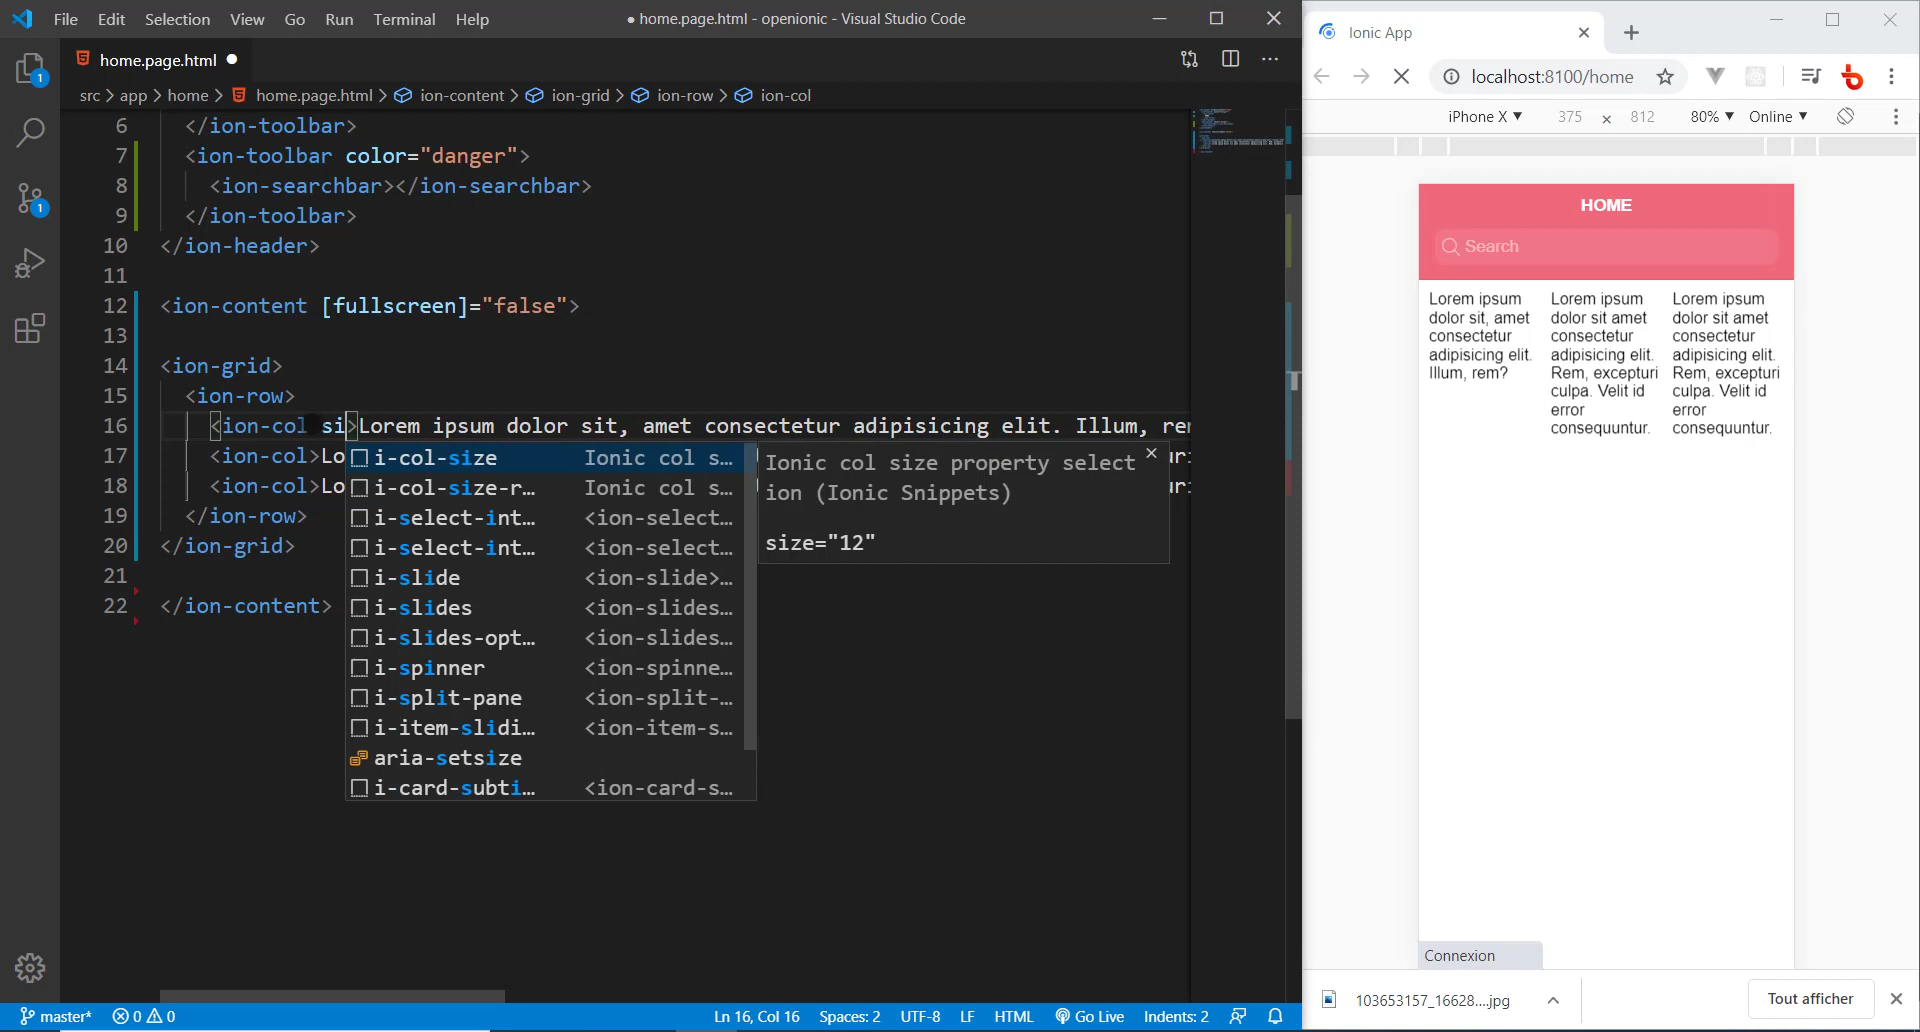 File Edit Selection View Go Run Terminal Help
● home.page.html - openionic - Visual Studio Code
home.page.html ●
src > app > home > home.page.html > ion-content > ion-grid > ion-row > ion-col
6 </ion-toolbar>
7 <ion-toolbar color="danger">
8 <ion-searchbar></ion-searchbar>
9 </ion-toolbar>
10 </ion-header>
11
12 <ion-content [fullscreen]="false">
13
14 <ion-grid>
15 <ion-row>
16 <ion-col si>Lorem ipsum dolor sit, amet consectetur adipisicing elit. Illum, re
17 <ion-col>Lo
18 <ion-col>Lo
19 </ion-row>
20 </ion-grid>
21
22 </ion-content>
i-col-size Ionic col s...
i-col-size-r... Ionic col s...
i-select-int... <ion-select...
i-select-int... <ion-select...
i-slide <ion-slide>...
i-slides <ion-slides...
i-slides-opt... <ion-slides...
i-spinner <ion-spinne...
i-split-pane <ion-split-...
i-item-slidi... <ion-item-s...
aria-setsize
i-card-subti... <ion-card-s...
Ionic col size property select
ion (Ionic Snippets)
size="12"
uri
uri
1
1
master* 0 0
Ln 16, Col 16 Spaces: 2 UTF-8 LF HTML Go Live Indents: 2
Ionic App
localhost:8100/home
iPhone X ▼ 375 × 812 80% ▼ Online ▼
HOME
Search
Lorem ipsum
dolor sit, amet
consectetur
adipisicing elit.
Illum, rem?
Lorem ipsum
dolor sit amet
consectetur
adipisicing elit.
Rem, excepturi
culpa. Velit id
error
consequuntur.
Lorem ipsum
dolor sit amet
consectetur
adipisicing elit.
Rem, excepturi
culpa. Velit id
error
consequuntur.
Connexion
103653157_16628....jpg
Tout afficher